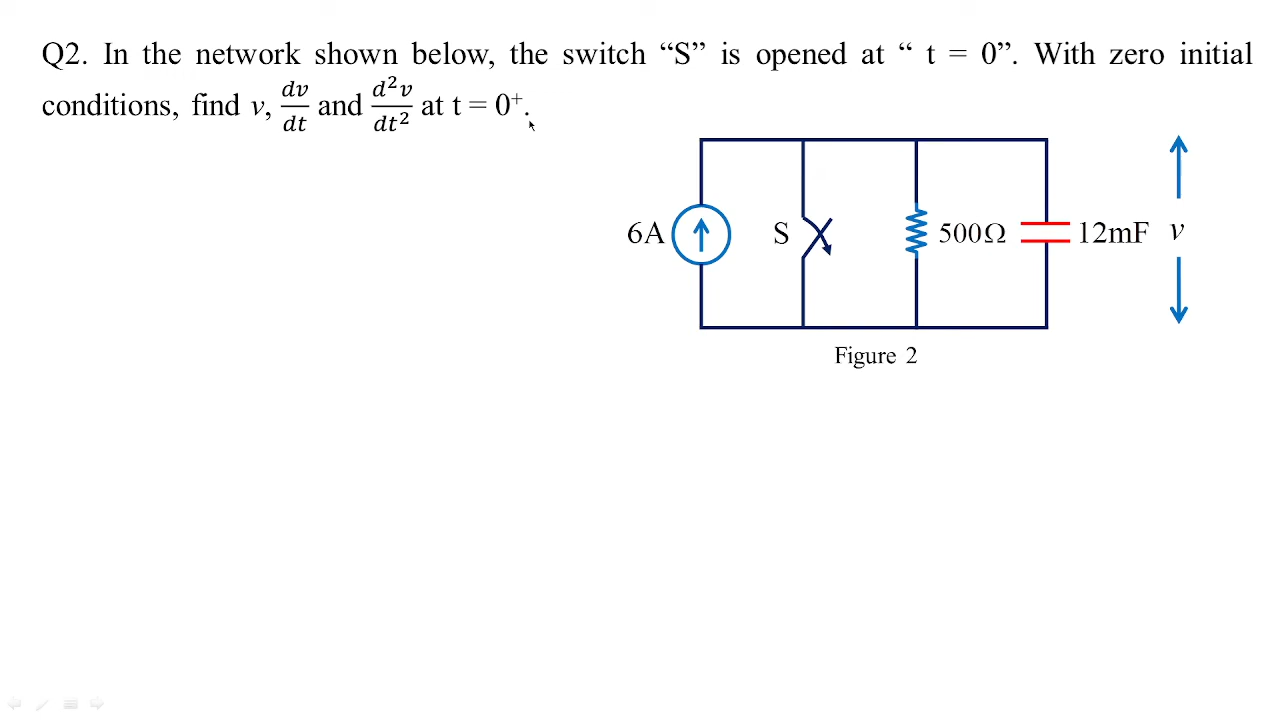 Q2. In the network shown below, the switch “S” is opened at “ t = 0”. With zero initial
conditions, find v, dv/dt and d²v/dt² at t = 0⁺.
6A
S
500Ω
12mF
v
Figure 2